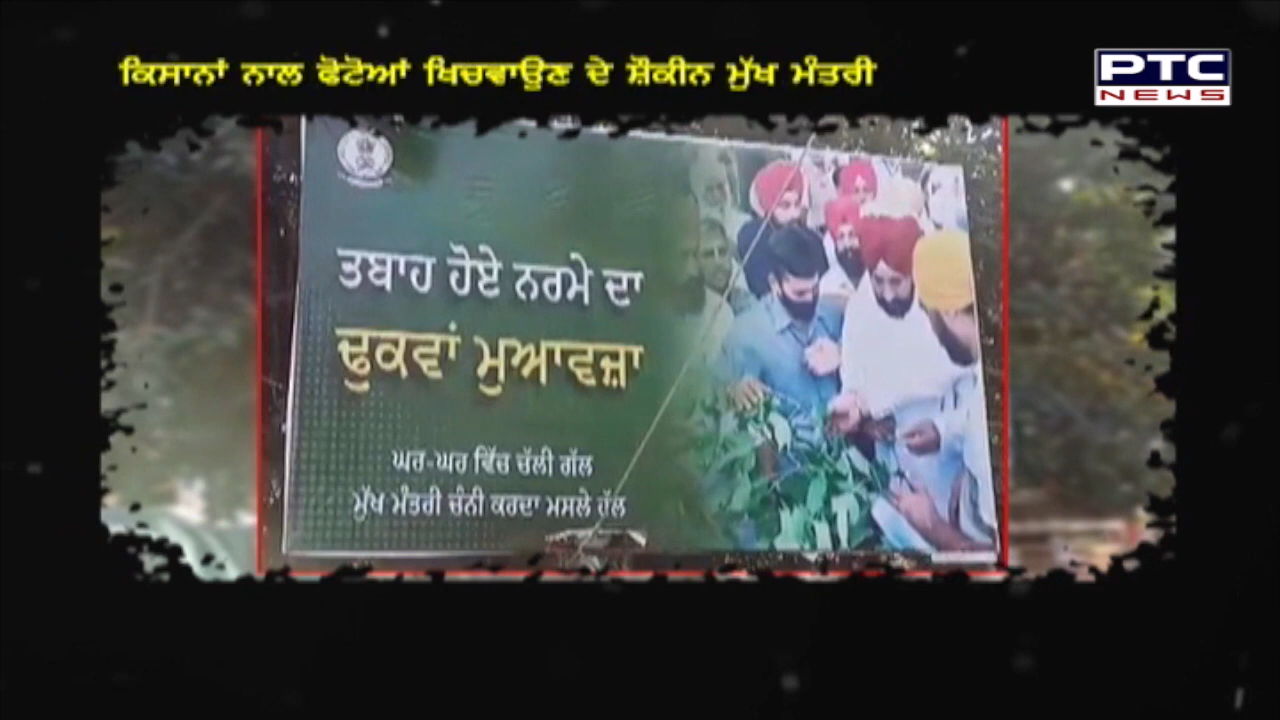 ਕਿਸਾਨਾਂ ਨਾਲ ਫੋਟੋਆਂ ਖਿਚਵਾਉਣ ਦੇ ਸ਼ੌਕੀਨ ਮੁੱਖ ਮੰਤਰੀ
PTC
NEWS
ਤਬਾਹ ਹੋਏ ਨਰਮੇ ਦਾ
ਢੁਕਵਾਂ ਮੁਆਵਜ਼ਾ
ਘਰ-ਘਰ ਵਿੱਚ ਚੱਲੀ ਗੱਲ
ਮੁੱਖ ਮੰਤਰੀ ਚੰਨੀ ਕਰਦਾ ਮਸਲੇ ਹੱਲ